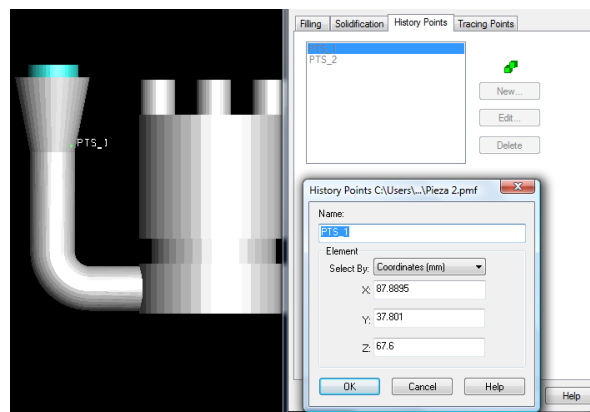 Filling Solidification History Points Tracing Points
PTS_1
PTS_2
New...
Edit...
Delete
PTS_1
History Points C:\Users\...\Pieza 2.pmf
Name:
PTS_1
Element
Select By: Coordinates (mm)
X: 87.8895
Y: 37.801
Z: 67.6
OK Cancel Help
Help